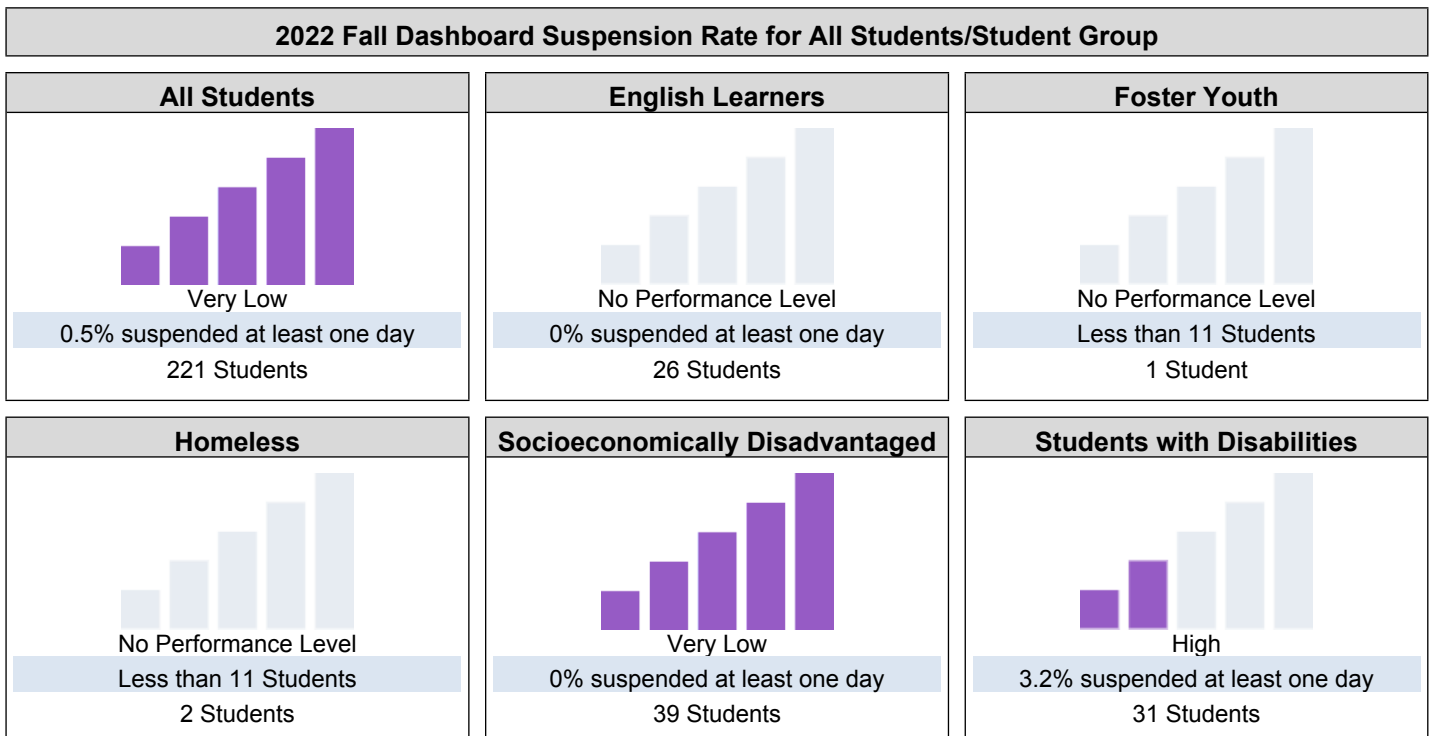 2022 Fall Dashboard Suspension Rate for All Students/Student Group
All Students
Very Low
0.5% suspended at least one day
221 Students
English Learners
No Performance Level
0% suspended at least one day
26 Students
Foster Youth
No Performance Level
Less than 11 Students
1 Student
Homeless
No Performance Level
Less than 11 Students
2 Students
Socioeconomically Disadvantaged
Very Low
0% suspended at least one day
39 Students
Students with Disabilities
High
3.2% suspended at least one day
31 Students